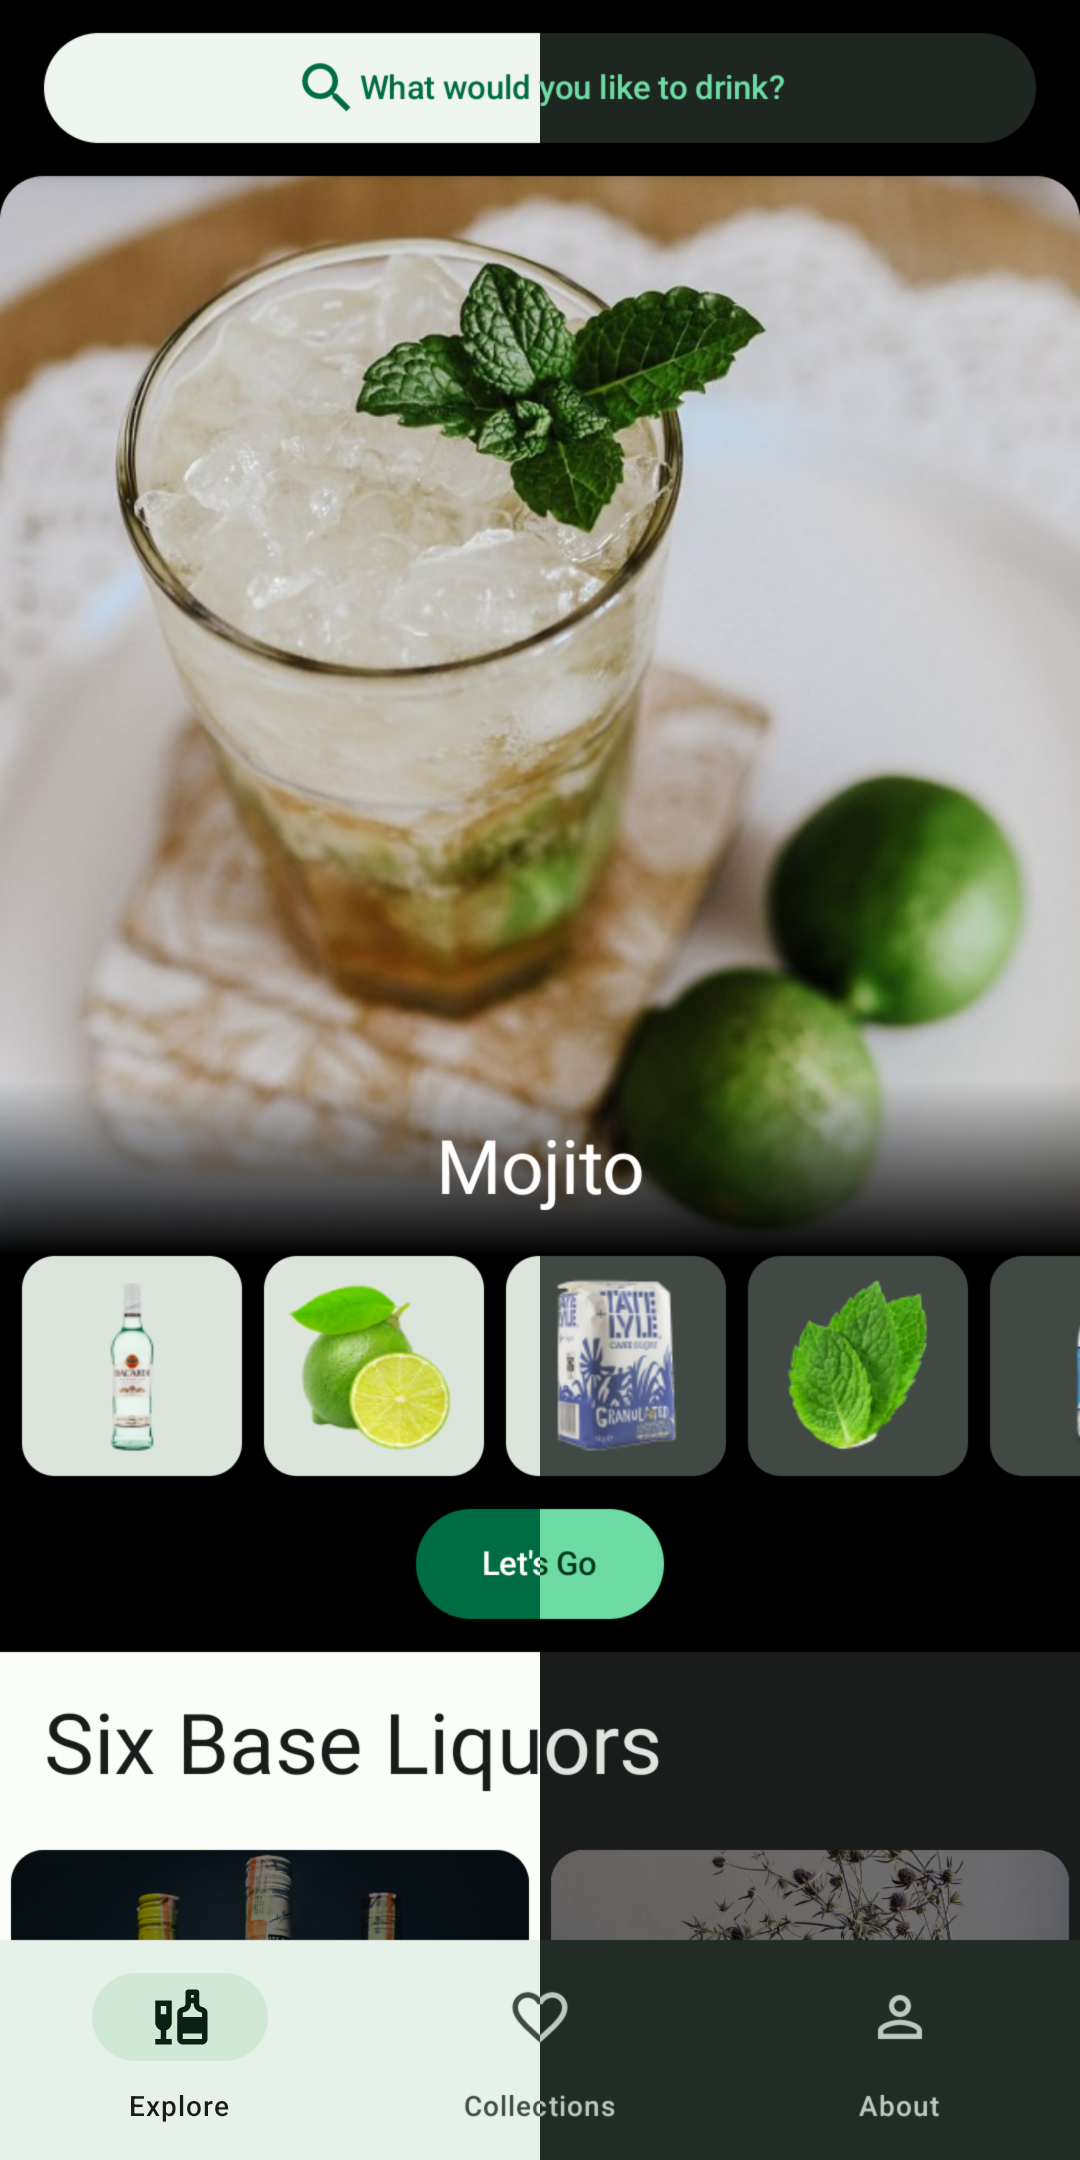 What would you like to drink?
Mojito
BACARDI
TATE
LYLE
CANE SUGAR
GRANULATED
Let's Go
Six Base Liquors
Explore
Collections
About